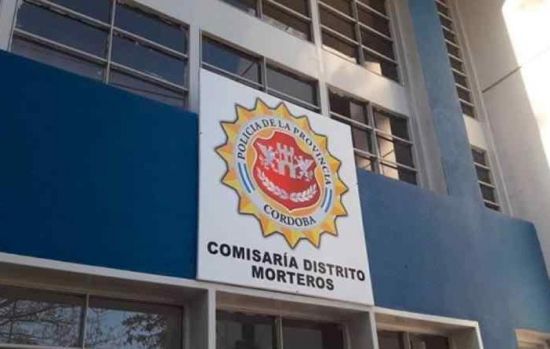 POLICIA DE LA PROVINCIA
CORDOBA
COMISARÍA DISTRITO
MORTEROS